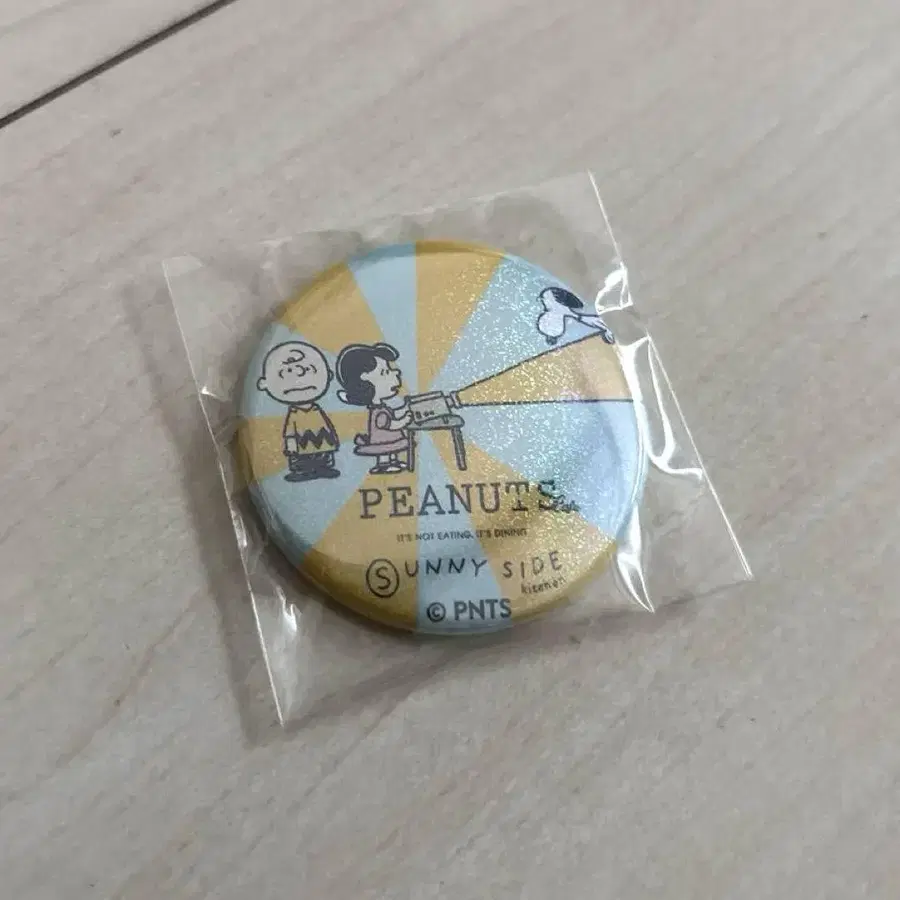 PEANUTS
IT'S NOT EATING, IT'S DINING
SUNNY SIDE
kitchen
© PNTS